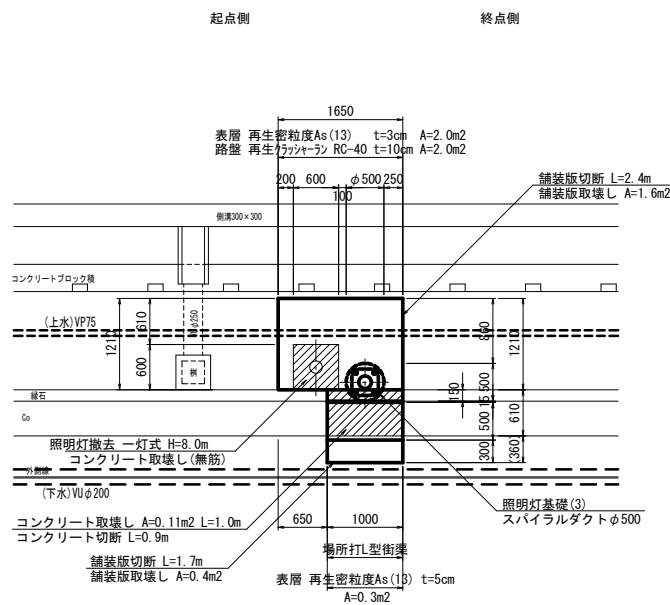 起点側
終点側
1650
表層 再生密粒度As(13) t=3cm A=2.0m2
路盤 再生クラッシャーラン RC-40 t=10cm A=2.0m2
200 600 φ500 250
100
舗装版切断 L=2.4m
舗装版取壊し A=1.6m2
側溝300×300
コンクリートブロック積
(上水)VP75
1210
610
600
桝
860
500
1210
150
15
500
610
(300)
(360)
縁石
Co
照明灯撤去 一灯式 H=8.0m
コンクリート取壊し(無筋)
外側線
(下水)VUφ200
照明灯基礎(3)
スパイラルダクトφ500
コンクリート取壊し A=0.11m2 L=1.0m
コンクリート切断 L=0.9m
650 1000
場所打L型街渠
舗装版切断 L=1.7m
舗装版取壊し A=0.4m2
表層 再生密粒度As(13) t=5cm
A=0.3m2